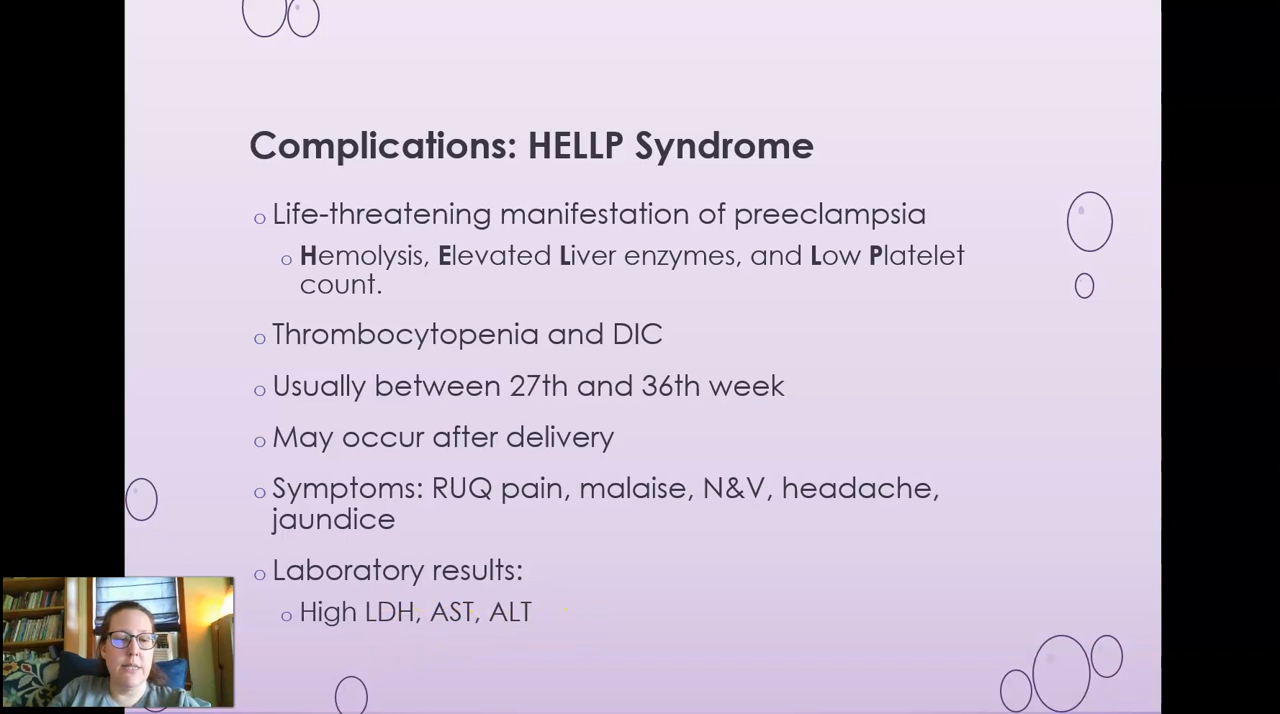 Complications: HELLP Syndrome
Life-threatening manifestation of preeclampsia
Hemolysis, Elevated Liver enzymes, and Low Platelet
count.
Thrombocytopenia and DIC
Usually between 27th and 36th week
May occur after delivery
Symptoms: RUQ pain, malaise, N&V, headache,
jaundice
Laboratory results:
High LDH, AST, ALT